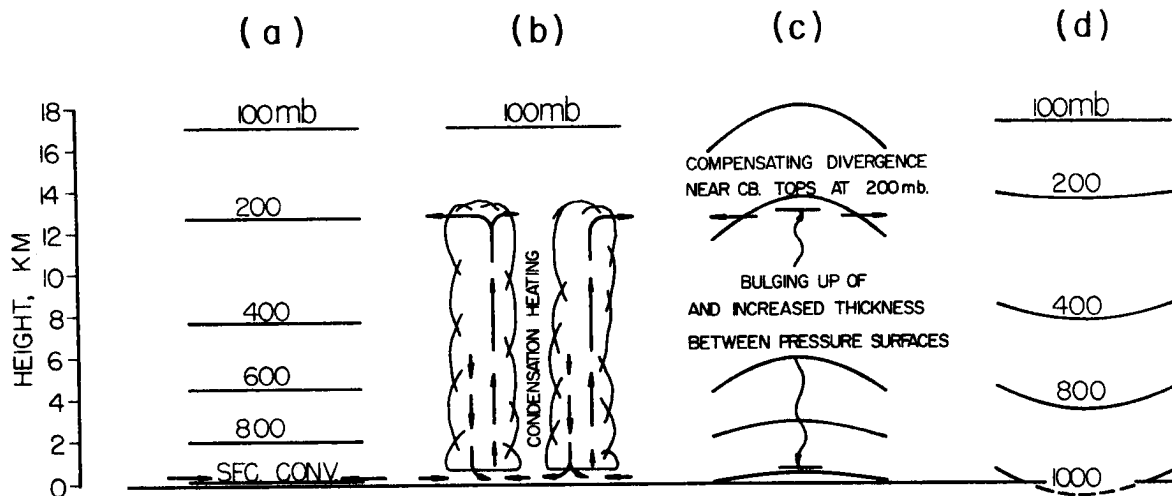 (a)
(b)
(c)
(d)
HEIGHT, KM
18
16
14
12
10
8
6
4
2
0
100mb
200
400
600
800
SFC. CONV.
100mb
CONDENSATION HEATING
COMPENSATING DIVERGENCE
NEAR CB. TOPS AT 200mb.
BULGING UP OF
AND INCREASED THICKNESS
BETWEEN PRESSURE SURFACES
100mb
200
400
800
1000